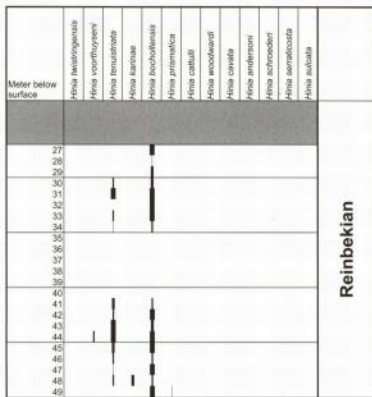 Meter below
surface
Hinia twistringensis
Hinia voorthuyseni
Hinia tenuistriata
Hinia karinae
Hinia bocholtensis
Hinia prismatica
Hinia cattulli
Hinia woodwardi
Hinia cavata
Hinia andersoni
Hinia schroederi
Hinia serraticosta
Hinia sulcata
27
28
29
30
31
32
33
34
35
36
37
38
39
40
41
42
43
44
45
46
47
48
49
Reinbekian